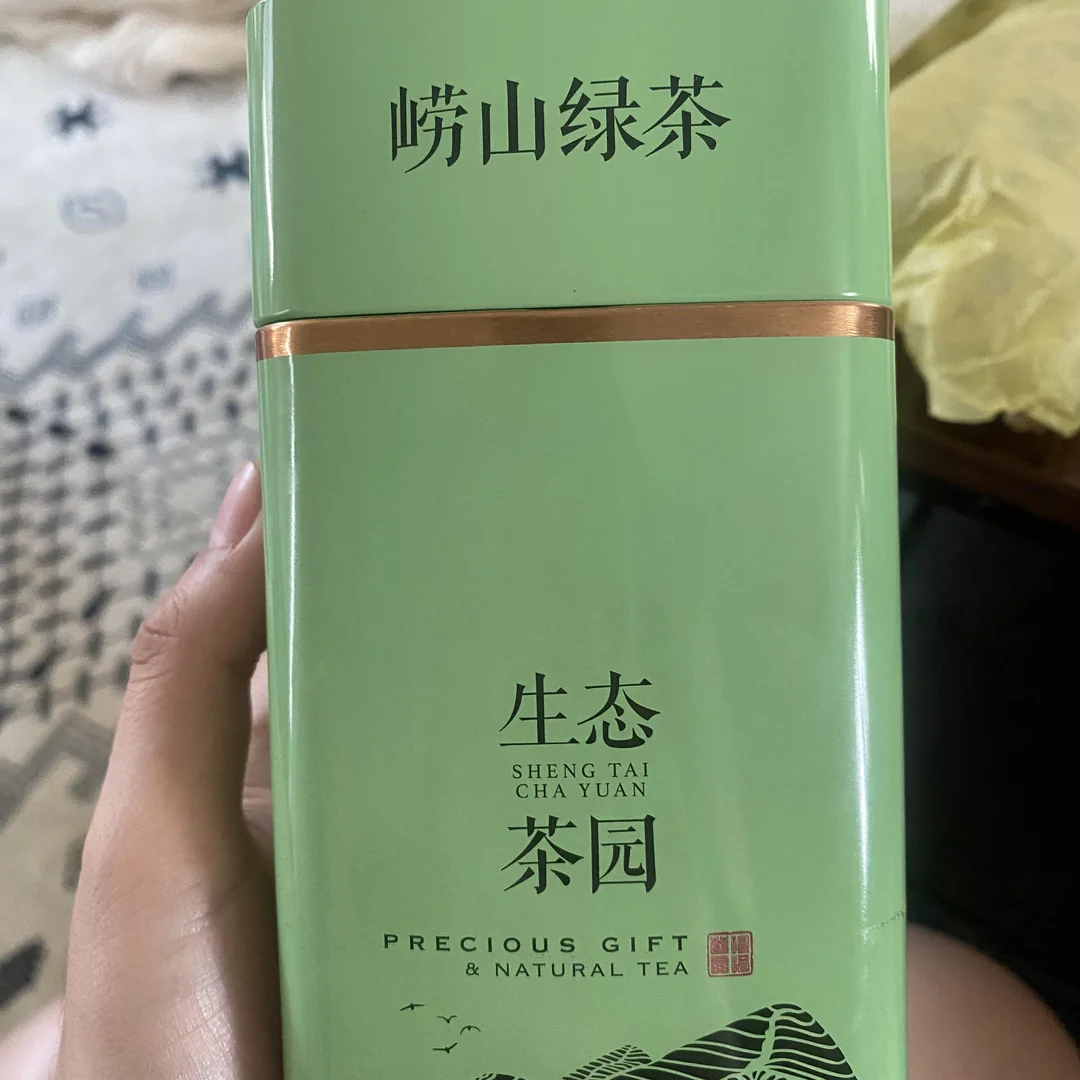 崂山绿茶
生态
SHENG TAI
CHA YUAN
茶园
PRECIOUS GIFT
& NATURAL TEA